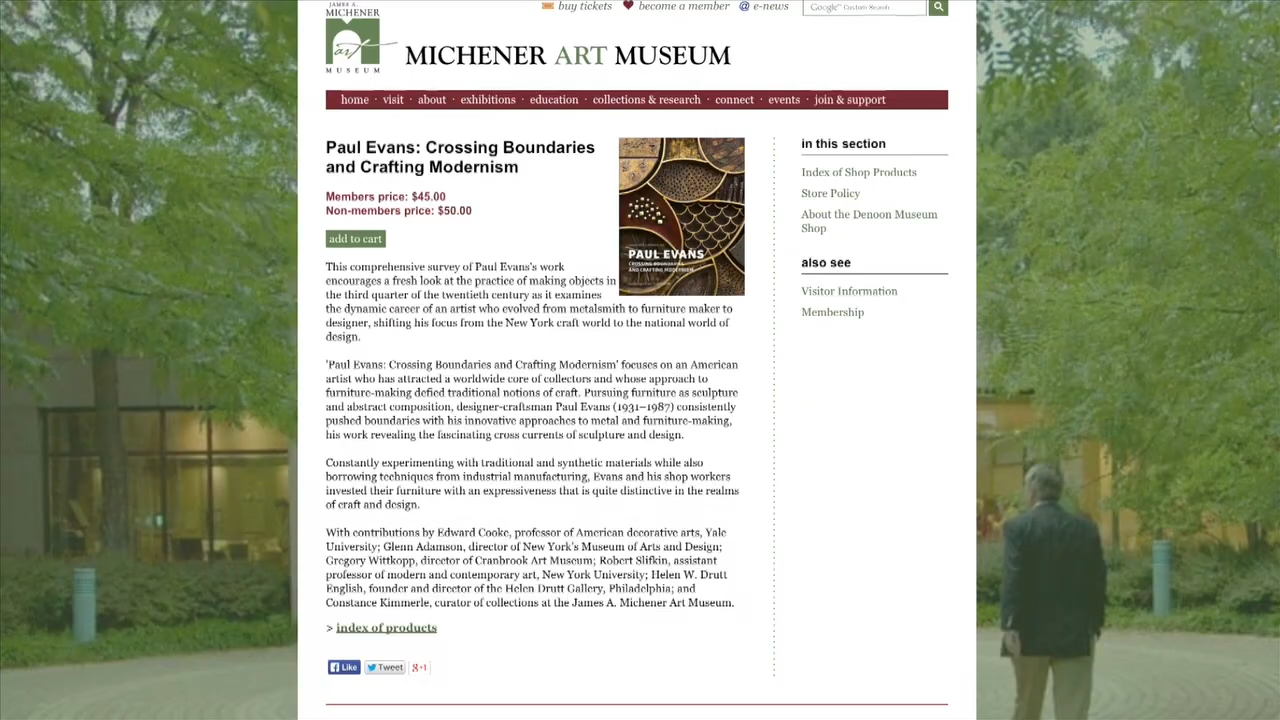 JAMES A.
MICHENER
art
MUSEUM
buy tickets
become a member
@ e-news
Google™ Custom Search
MICHENER ART MUSEUM
home · visit · about · exhibitions · education · collections & research · connect · events · join & support
Paul Evans: Crossing Boundaries
and Crafting Modernism
Members price: $45.00
Non-members price: $50.00
add to cart
PAUL EVANS
CROSSING BOUNDARIES
AND CRAFTING MODERNISM
This comprehensive survey of Paul Evans's work
encourages a fresh look at the practice of making objects in
the third quarter of the twentieth century as it examines
the dynamic career of an artist who evolved from metalsmith to furniture maker to
designer, shifting his focus from the New York craft world to the national world of
design.
'Paul Evans: Crossing Boundaries and Crafting Modernism' focuses on an American
artist who has attracted a worldwide core of collectors and whose approach to
furniture-making defied traditional notions of craft. Pursuing furniture as sculpture
and abstract composition, designer-craftsman Paul Evans (1931–1987) consistently
pushed boundaries with his innovative approaches to metal and furniture-making,
his work revealing the fascinating cross currents of sculpture and design.
Constantly experimenting with traditional and synthetic materials while also
borrowing techniques from industrial manufacturing, Evans and his shop workers
invested their furniture with an expressiveness that is quite distinctive in the realms
of craft and design.
With contributions by Edward Cooke, professor of American decorative arts, Yale
University; Glenn Adamson, director of New York's Museum of Arts and Design;
Gregory Wittkopp, director of Cranbrook Art Museum; Robert Slifkin, assistant
professor of modern and contemporary art, New York University; Helen W. Drutt
English, founder and director of the Helen Drutt Gallery, Philadelphia; and
Constance Kimmerle, curator of collections at the James A. Michener Art Museum.
> index of products
Like
Tweet
g+1
in this section
Index of Shop Products
Store Policy
About the Denoon Museum
Shop
also see
Visitor Information
Membership